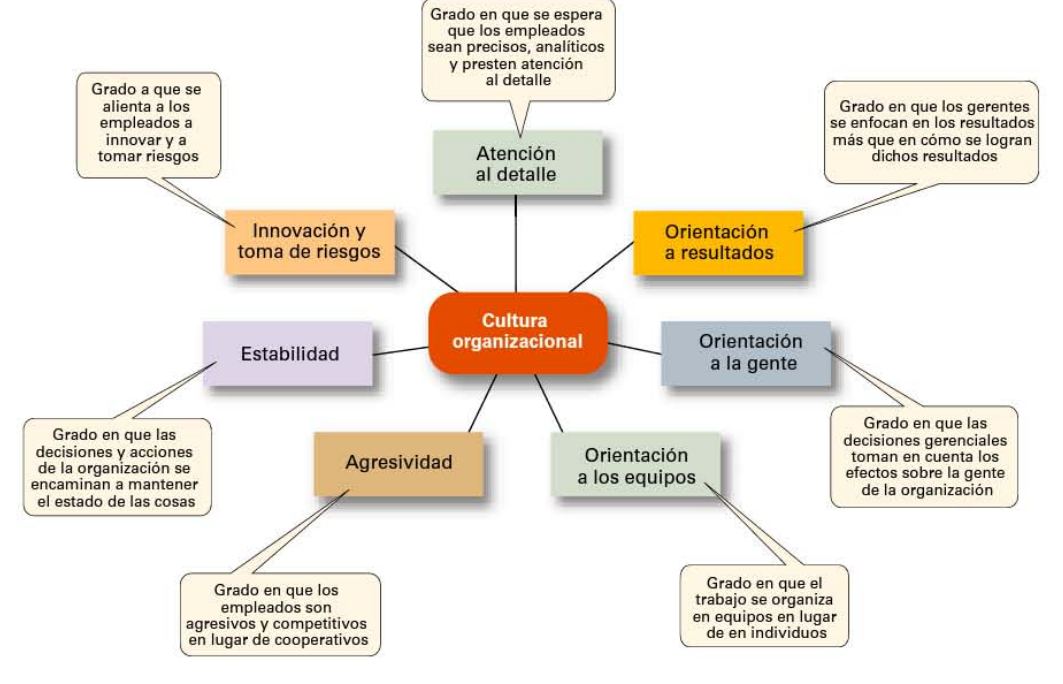 Grado en que se espera
que los empleados
sean precisos, analíticos
y presten atención
al detalle
Atención
al detalle
Grado a que se
alienta a los
empleados a
innovar y a
tomar riesgos
Innovación y
toma de riesgos
Grado en que los gerentes
se enfocan en los resultados
más que en cómo se logran
dichos resultados
Orientación
a resultados
Cultura
organizacional
Estabilidad
Grado en que las
decisiones y acciones
de la organización se
encaminan a mantener
el estado de las cosas
Orientación
a la gente
Grado en que las
decisiones gerenciales
toman en cuenta los
efectos sobre la gente
de la organización
Agresividad
Grado en que los
empleados son
agresivos y competitivos
en lugar de cooperativos
Orientación
a los equipos
Grado en que el
trabajo se organiza
en equipos en lugar
de en individuos